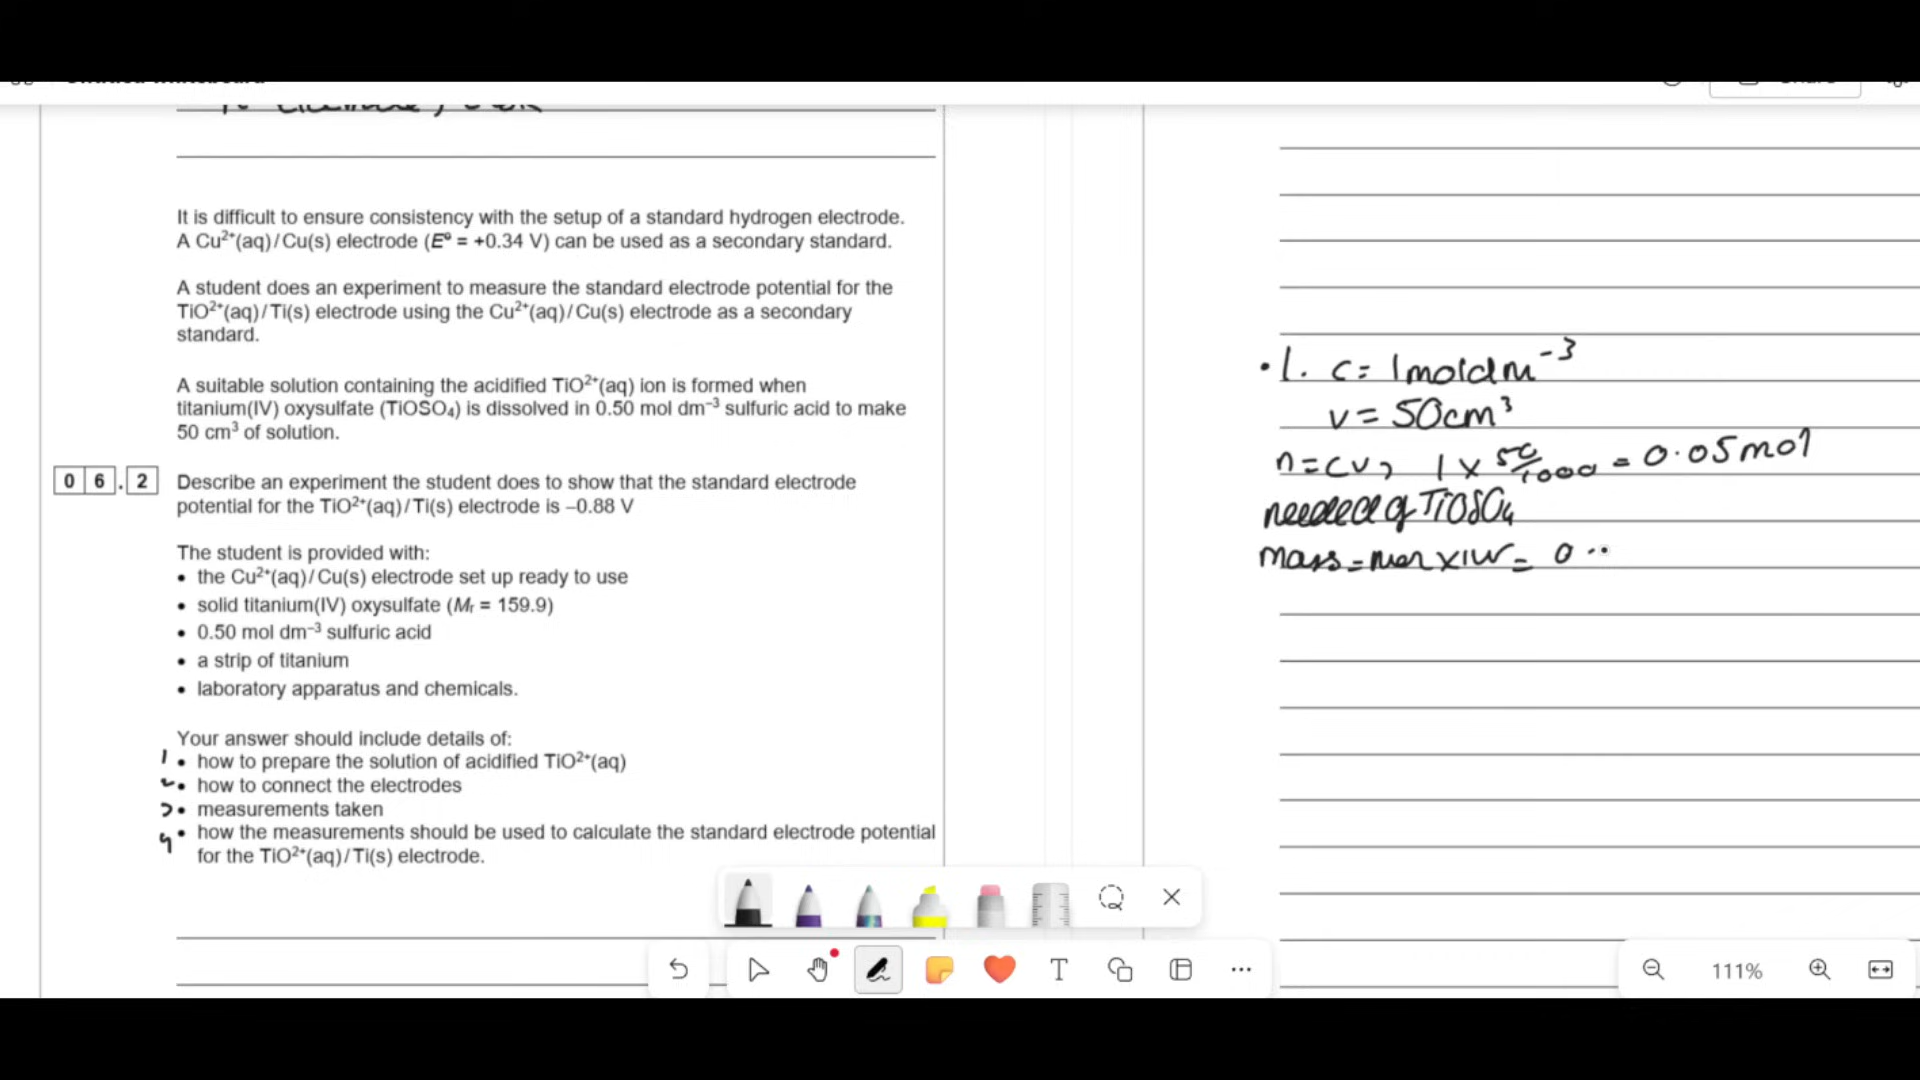 It is difficult to ensure consistency with the setup of a standard hydrogen electrode.
A Cu²⁺(aq)/Cu(s) electrode (E⁰ = +0.34 V) can be used as a secondary standard.
A student does an experiment to measure the standard electrode potential for the
TiO²⁺(aq)/Ti(s) electrode using the Cu²⁺(aq)/Cu(s) electrode as a secondary
standard.
A suitable solution containing the acidified TiO²⁺(aq) ion is formed when
titanium(IV) oxysulfate (TiOSO₄) is dissolved in 0.50 mol dm⁻³ sulfuric acid to make
50 cm³ of solution.
0 6 . 2 Describe an experiment the student does to show that the standard electrode
potential for the TiO²⁺(aq)/Ti(s) electrode is –0.88 V
The student is provided with:
• the Cu²⁺(aq)/Cu(s) electrode set up ready to use
• solid titanium(IV) oxysulfate (Mᵣ = 159.9)
• 0.50 mol dm⁻³ sulfuric acid
• a strip of titanium
• laboratory apparatus and chemicals.
Your answer should include details of:
1 • how to prepare the solution of acidified TiO²⁺(aq)
2 • how to connect the electrodes
3 • measurements taken
4 • how the measurements should be used to calculate the standard electrode potential
for the TiO²⁺(aq)/Ti(s) electrode.
• 1. c = 1 mol dm⁻³
v = 50cm³
n = cv, 1 x 50/1000 = 0.05 mol
needed of TiOSO₄
mass = mr x = 0.
T
111%